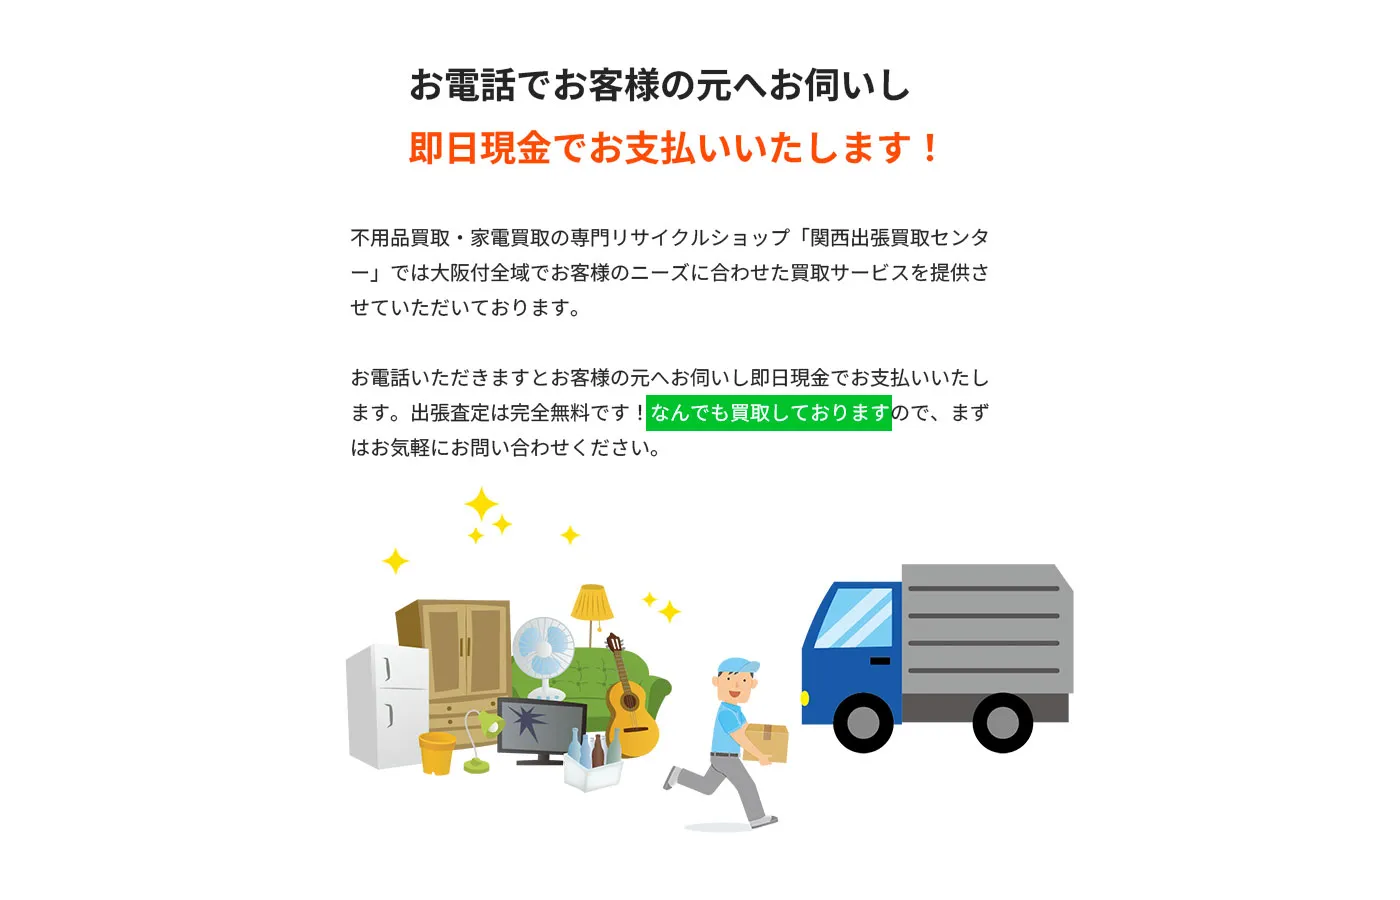 お電話でお客様の元へお伺いし
即日現金でお支払いいたします！
不用品買取・家電買取の専門リサイクルショップ「関西出張買取センタ
ー」では大阪付全域でお客様のニーズに合わせた買取サービスを提供さ
せていただいております。
お電話いただきますとお客様の元へお伺いし即日現金でお支払いいたし
ます。出張査定は完全無料です！なんでも買取しておりますので、まず
はお気軽にお問い合わせください。